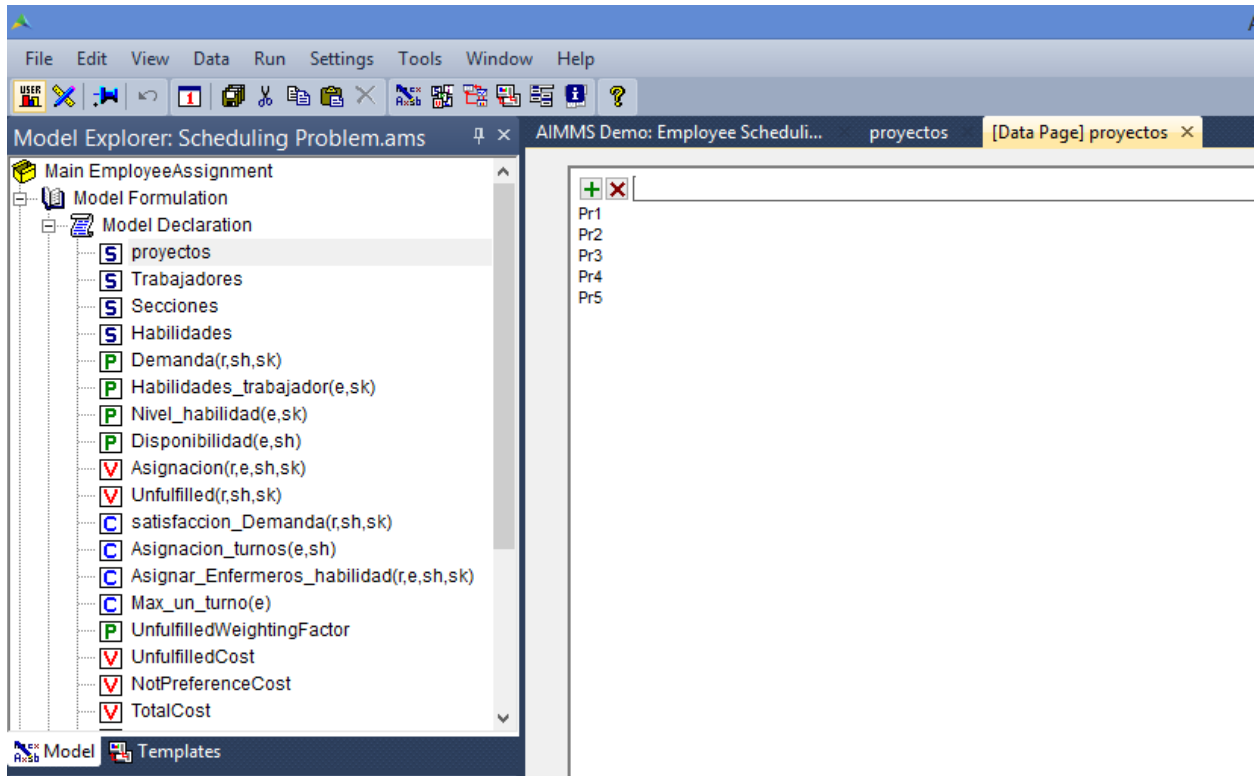 A
File Edit View Data Run Settings Tools Window Help
USER
1
Model Explorer: Scheduling Problem.ams
AIMMS Demo: Employee Scheduli...
proyectos
[Data Page] proyectos
Main EmployeeAssignment
Model Formulation
Model Declaration
S proyectos
S Trabajadores
S Secciones
S Habilidades
P Demanda(r,sh,sk)
P Habilidades_trabajador(e,sk)
P Nivel_habilidad(e,sk)
P Disponibilidad(e,sh)
V Asignacion(r,e,sh,sk)
V Unfulfilled(r,sh,sk)
C satisfaccion_Demanda(r,sh,sk)
C Asignacion_turnos(e,sh)
C Asignar_Enfermeros_habilidad(r,e,sh,sk)
C Max_un_turno(e)
P UnfulfilledWeightingFactor
V UnfulfilledCost
V NotPreferenceCost
V TotalCost
Model Templates
Pr1
Pr2
Pr3
Pr4
Pr5